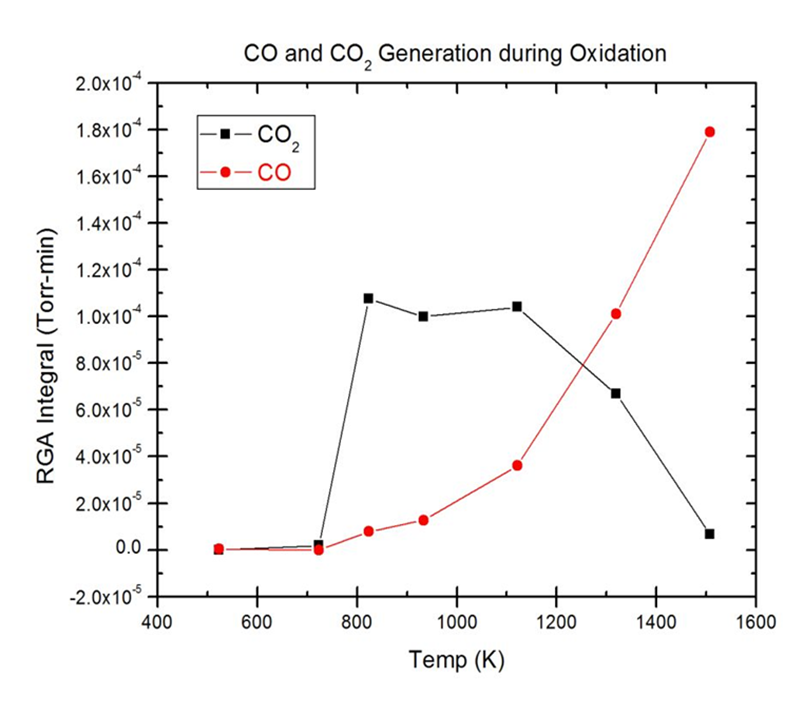 CO and CO₂ Generation during Oxidation
2.0x10⁻⁴
1.8x10⁻⁴
1.6x10⁻⁴
1.4x10⁻⁴
1.2x10⁻⁴
1.0x10⁻⁴
8.0x10⁻⁵
6.0x10⁻⁵
4.0x10⁻⁵
2.0x10⁻⁵
0.0
-2.0x10⁻⁵
CO₂
CO
RGA Integral (Torr-min)
400 600 800 1000 1200 1400 1600
Temp (K)